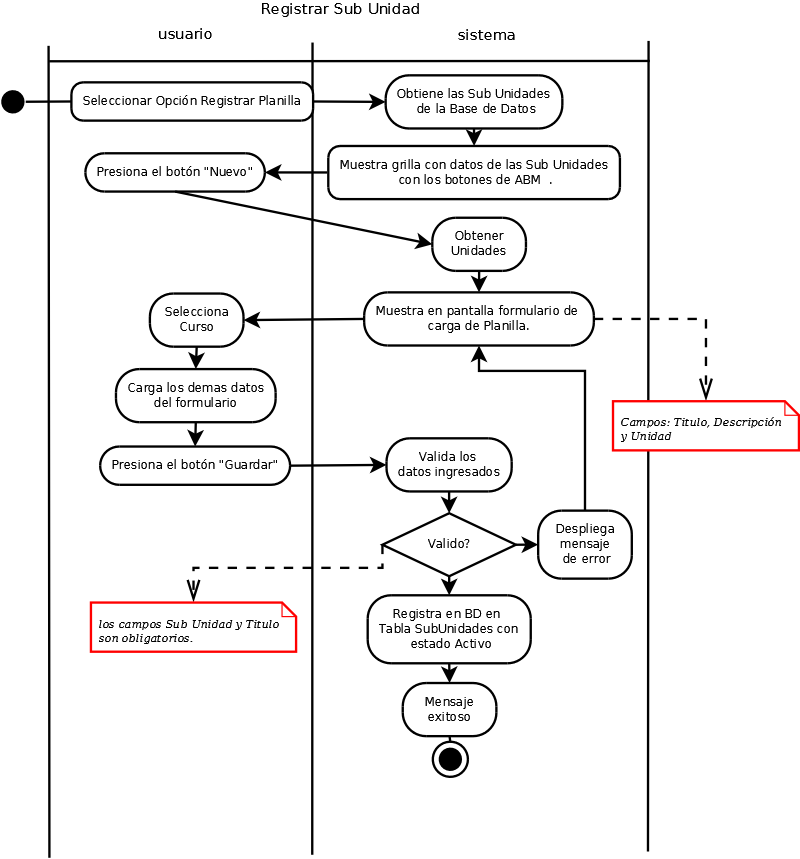 Registrar Sub Unidad
usuario
sistema
Seleccionar Opción Registrar Planilla
Obtiene las Sub Unidades
de la Base de Datos
Muestra grilla con datos de las Sub Unidades
con los botones de ABM  .
Presiona el botón "Nuevo"
Obtener
Unidades
Muestra en pantalla formulario de
carga de Planilla.
Selecciona
Curso
Carga los demas datos
del formulario
Campos: Titulo, Descripción
y Unidad
Presiona el botón "Guardar"
Valida los
datos ingresados
Valido?
Despliega
mensaje
de error
los campos Sub Unidad y Titulo
son obligatorios.
Registra en BD en
Tabla SubUnidades con
estado Activo
Mensaje
exitoso